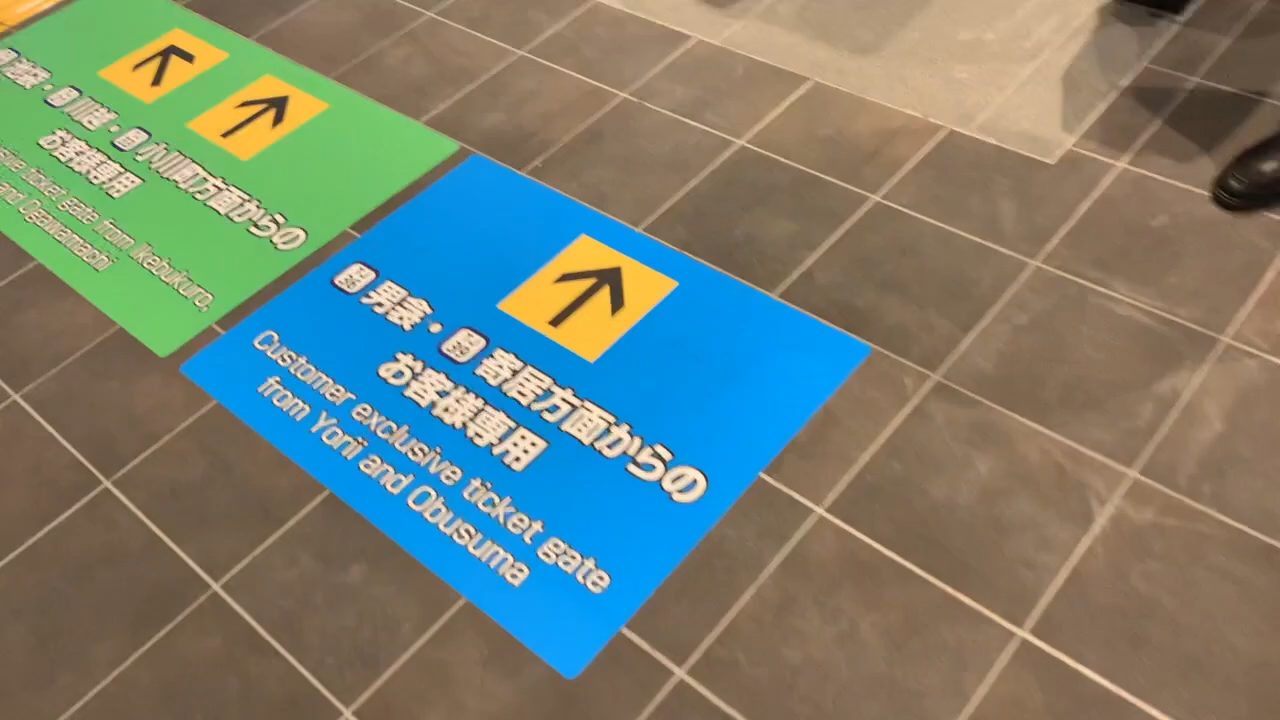 池袋・川越・小川町方面からの
お客様専用
ticket gate from Ikebukuro,
and Ogawamachi
男衾・寄居方面からの
お客様専用
Customer exclusive ticket gate
from Yorii and Obusuma